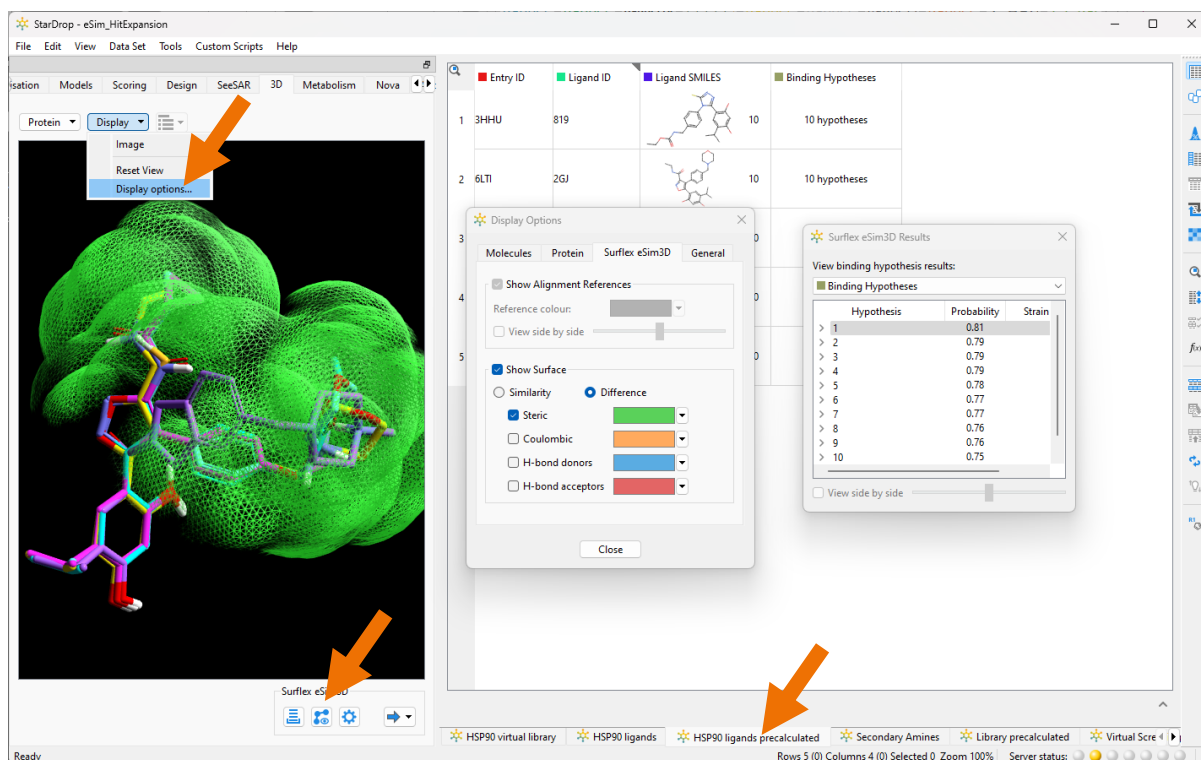 StarDrop - eSim_HitExpansion
File Edit View Data Set Tools Custom Scripts Help
isation Models Scoring Design SeeSAR 3D Metabolism Nova
Protein Display
Image
Reset View
Display options...
Surflex eSim3D
Entry ID Ligand ID Ligand SMILES Binding Hypotheses
1 3HHU 819 10 10 hypotheses
2 6LTI 2GJ 10 10 hypotheses
3
4
5
Display Options
Molecules Protein Surflex eSim3D General
Show Alignment References
Reference colour:
View side by side
Show Surface
Similarity Difference
Steric
Coulombic
H-bond donors
H-bond acceptors
Close
Surflex eSim3D Results
View binding hypothesis results:
Binding Hypotheses
Hypothesis Probability Strain
1 0.81
2 0.79
3 0.79
4 0.79
5 0.78
6 0.77
7 0.77
8 0.76
9 0.76
10 0.75
View side by side
HSP90 virtual library HSP90 ligands HSP90 ligands precalculated Secondary Amines Library precalculated Virtual Scre
Ready Rows 5 (0) Columns 4 (0) Selected 0 Zoom 100% Server status: